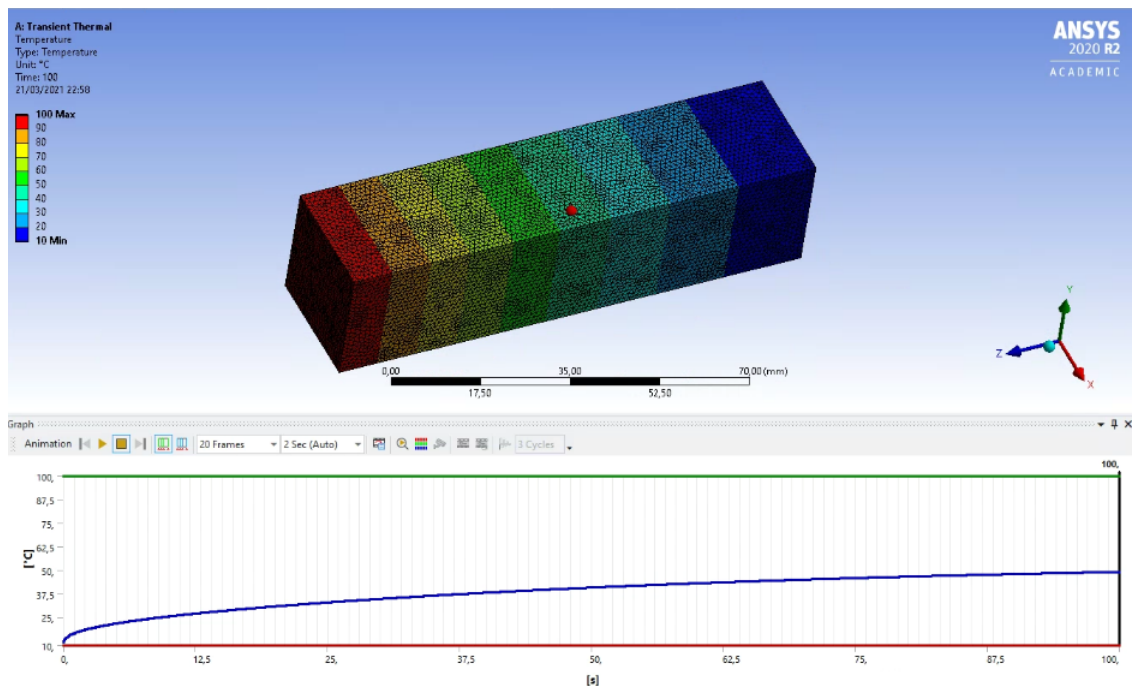 A: Transient Thermal
Temperature
Type: Temperature
Unit: °C
Time: 100
21/03/2021 22:58
ANSYS
2020 R2
ACADEMIC
100 Max
90
80
70
60
50
40
30
20
10 Min
Y
Z
X
0,00
35,00
70,00 (mm)
17,50
52,50
Graph
Animation
20 Frames
2 Sec (Auto)
3 Cycles
100,
100,
87,5
75,
62,5
50,
37,5
25,
10,
[°C]
0,
12,5
25,
37,5
50,
62,5
75,
87,5
100,
[s]